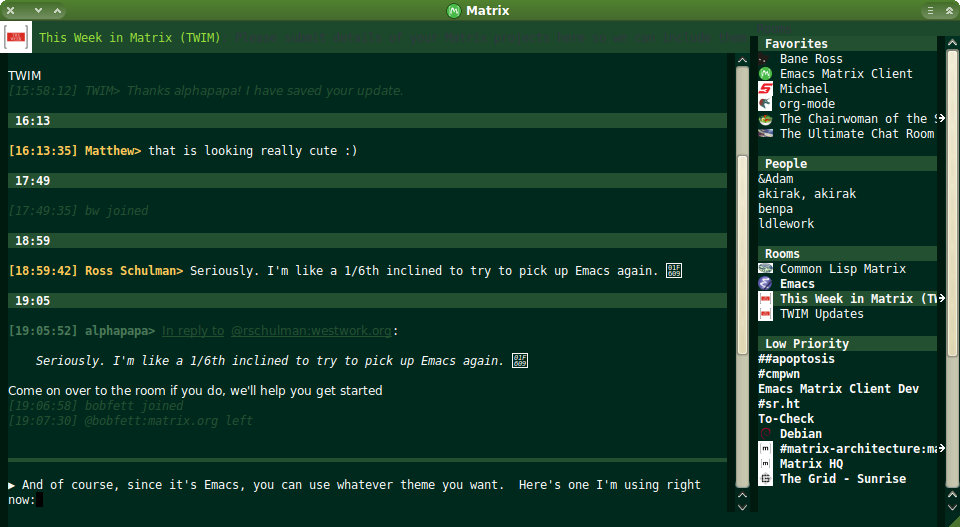 Matrix
This Week in Matrix (TWIM)
TWIM
[15:58:12] TWIM> Thanks alphapapa! I have saved your update.
16:13
[16:13:35] Matthew> that is looking really cute :)
17:49
[17:49:35] bw joined
18:59
[18:59:42] Ross Schulman> Seriously. I'm like a 1/6th inclined to try to pick up Emacs again. 01F609
19:05
[19:05:52] alphapapa> In reply to @rschulman:westwork.org:
Seriously. I'm like a 1/6th inclined to try to pick up Emacs again. 01F609
Come on over to the room if you do, we'll help you get started
[19:06:58] bobfett joined
[19:07:30] @bobfett:matrix.org left
▶ And of course, since it's Emacs, you can use whatever theme you want.  Here's one I'm using right
now:
Favorites
Bane Ross
Emacs Matrix Client
Michael
org-mode
The Chairwoman of the S
The Ultimate Chat Room
People
&Adam
akirak, akirak
benpa
ldlework
Rooms
Common Lisp Matrix
Emacs
This Week in Matrix (TW
TWIM Updates
Low Priority
##apoptosis
#cmpwn
Emacs Matrix Client Dev
#sr.ht
To-Check
Debian
#matrix-architecture:ma
Matrix HQ
The Grid - Sunrise